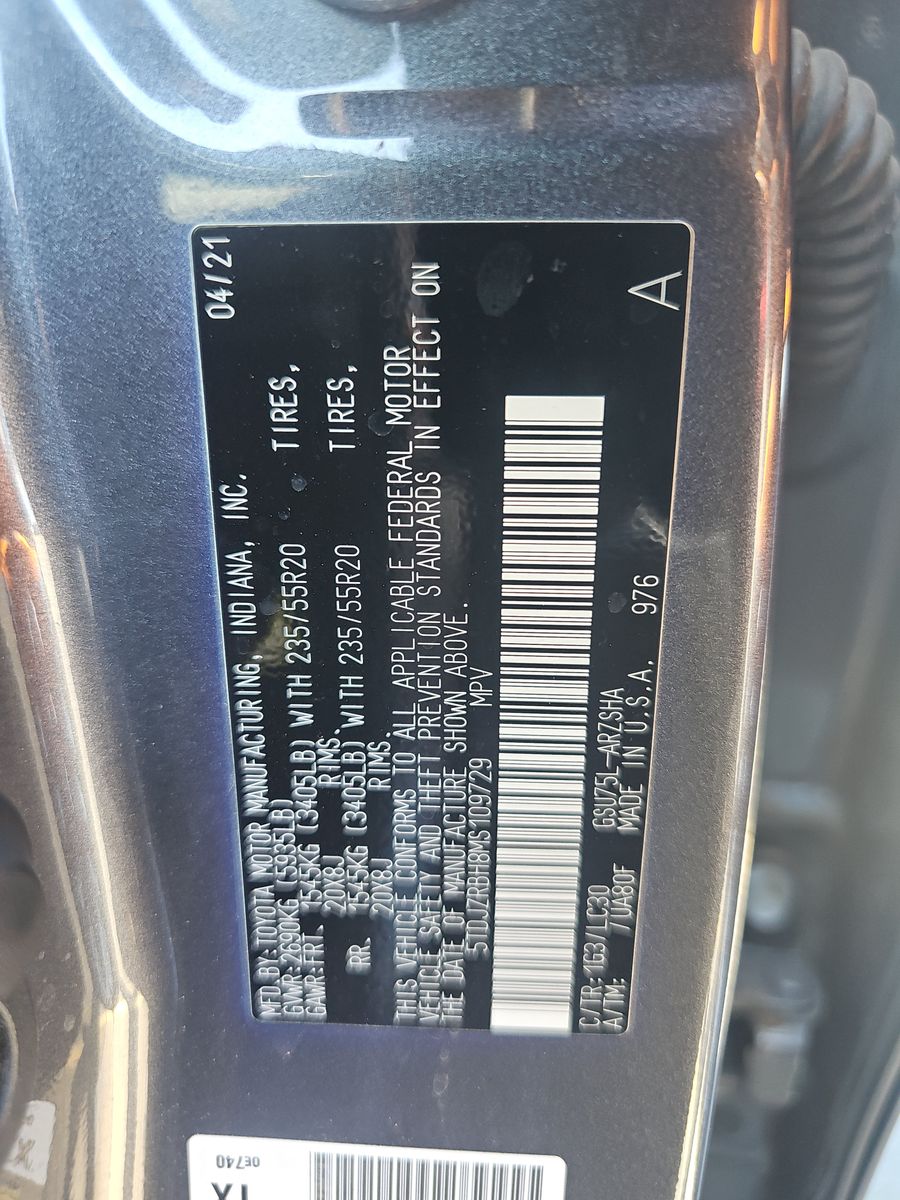 MFD.BY:TOYOTA MOTOR MANUFACTURING, INDIANA, INC. 04/21
GVWR:2690KG (5935LB)
GAWR:FRT. 1545KG (3405LB) WITH 235/55R20 TIRES,
20X8J RIMS.
RR. 1545KG (3405LB) WITH 235/55R20 TIRES,
20X8J RIMS.
THIS VEHICLE CONFORMS TO ALL APPLICABLE FEDERAL MOTOR
VEHICLE SAFETY AND THEFT PREVENTION STANDARDS IN EFFECT ON
THE DATE OF MANUFACTURE SHOWN ABOVE.
5TDJZRBH8MS109729 MPV
C/TR:1G3/LC30 GSU75L-ARZSHA
A/TM: /UA80F MADE IN U.S.A. 976
A
0E740